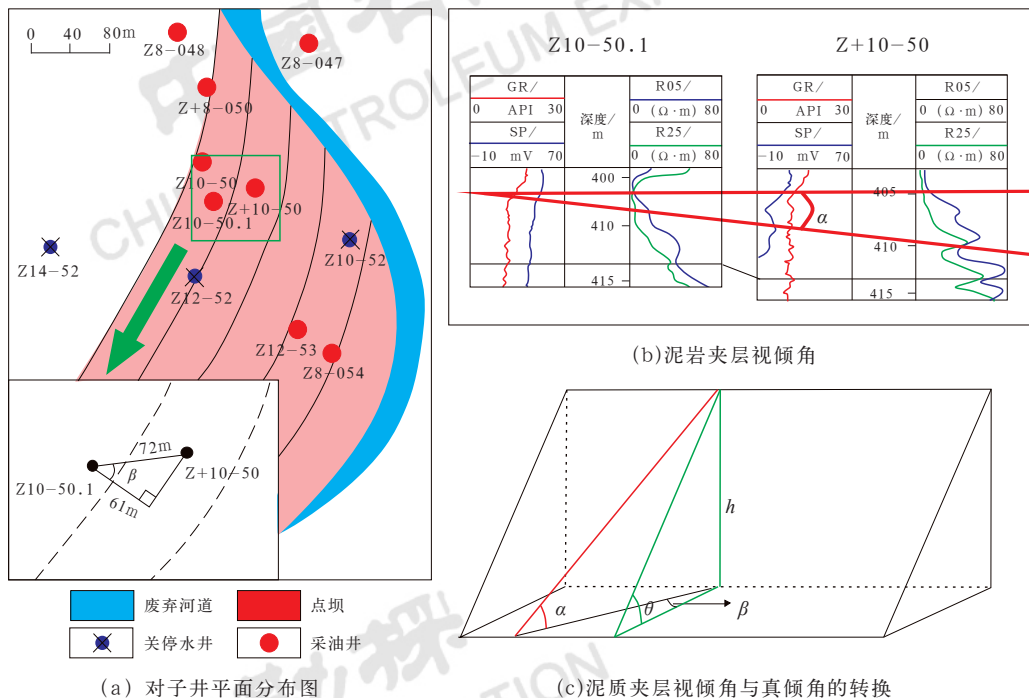 0 40 80m
Z8-048
Z8-047
Z+8-050
Z10-50
Z+10-50
Z10-50.1
Z14-52
Z10-52
Z12-52
Z12-53
Z8-054
72m
β
Z+10-50
Z10-50.1
61m
废弃河道
点坝
关停水井
采油井
(a) 对子井平面分布图
Z10-50.1
GR/
0 API 30
SP/
-10 mV 70
深度/
m
R05/
0 (Ω·m) 80
R25/
0 (Ω·m) 80
400
410
415
Z+10-50
GR/
0 API 30
SP/
-10 mV 70
深度/
m
R05/
0 (Ω·m) 80
R25/
0 (Ω·m) 80
405
410
415
α
(b)泥岩夹层视倾角
h
α
θ
β
(c)泥质夹层视倾角与真倾角的转换